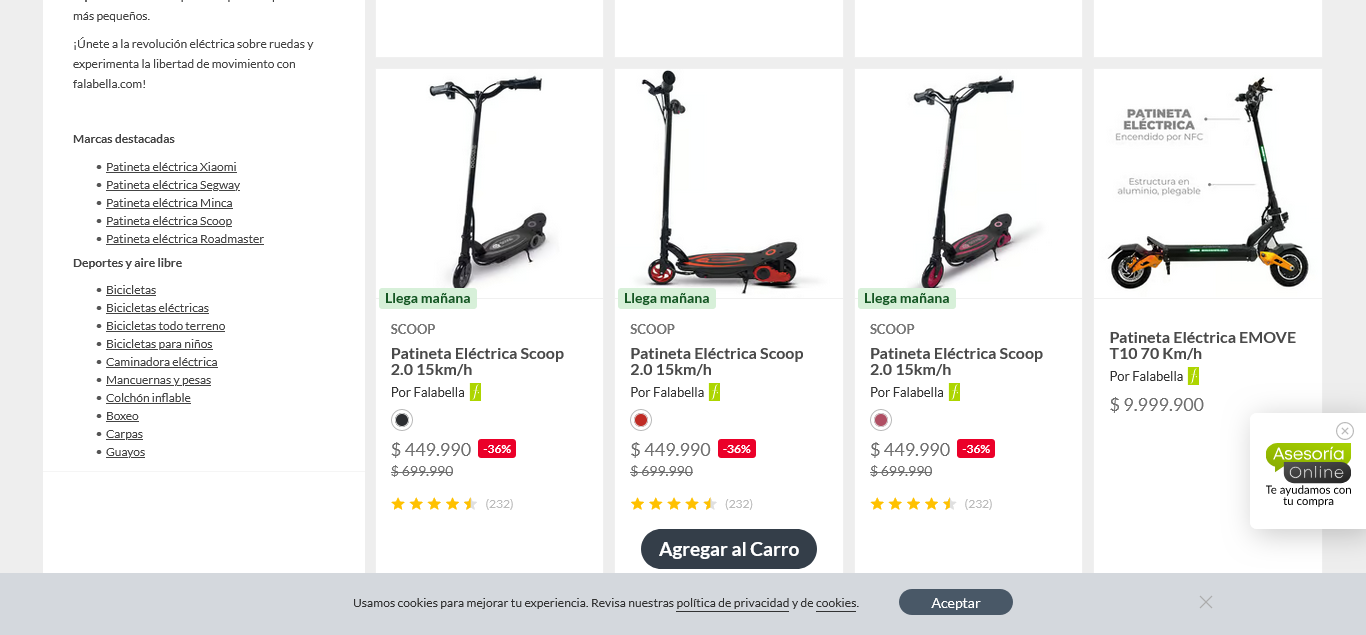 más pequeños.
¡Únete a la revolución eléctrica sobre ruedas y
experimenta la libertad de movimiento con
falabella.com!
Marcas destacadas
• Patineta eléctrica Xiaomi
• Patineta eléctrica Segway
• Patineta eléctrica Minca
• Patineta eléctrica Scoop
• Patineta eléctrica Roadmaster
Deportes y aire libre
• Bicicletas
• Bicicletas eléctricas
• Bicicletas todo terreno
• Bicicletas para niños
• Caminadora eléctrica
• Mancuernas y pesas
• Colchón inflable
• Boxeo
• Carpas
• Guayos
Llega mañana
SCOOP
Patineta Eléctrica Scoop
2.0 15km/h
Por Falabella
$ 449.990 -36%
$ 699.990
(232)
Llega mañana
SCOOP
Patineta Eléctrica Scoop
2.0 15km/h
Por Falabella
$ 449.990 -36%
$ 699.990
(232)
Agregar al Carro
Llega mañana
SCOOP
Patineta Eléctrica Scoop
2.0 15km/h
Por Falabella
$ 449.990 -36%
$ 699.990
(232)
PATINETA
ELÉCTRICA
Encendido por NFC
Estructura en
aluminio, plegable
Patineta Eléctrica EMOVE
T10 70 Km/h
Por Falabella
$ 9.999.900
Asesoría
Online
Te ayudamos con
tu compra
Usamos cookies para mejorar tu experiencia. Revisa nuestras política de privacidad y de cookies.
Aceptar